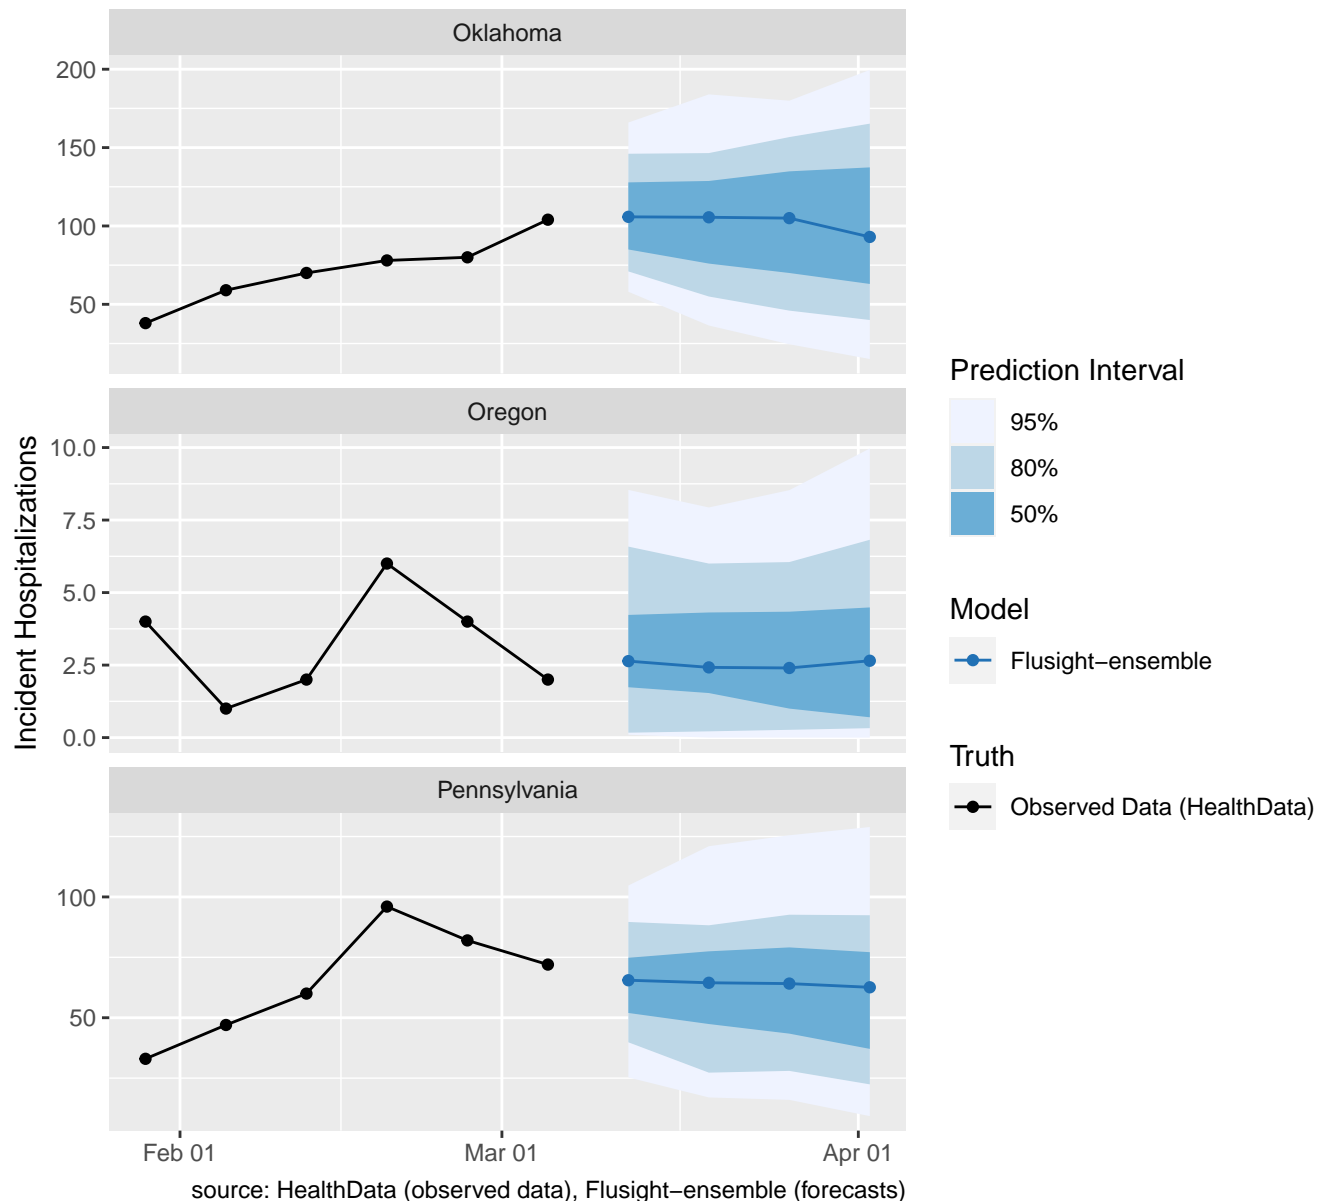 Oklahoma
200
150
100
50
Oregon
10.0
7.5
5.0
2.5
0.0
Pennsylvania
100
50
Feb 01
Mar 01
Apr 01
Incident Hospitalizations
source: HealthData (observed data), Flusight−ensemble (forecasts)
Prediction Interval
95%
80%
50%
Model
Flusight−ensemble
Truth
Observed Data (HealthData)